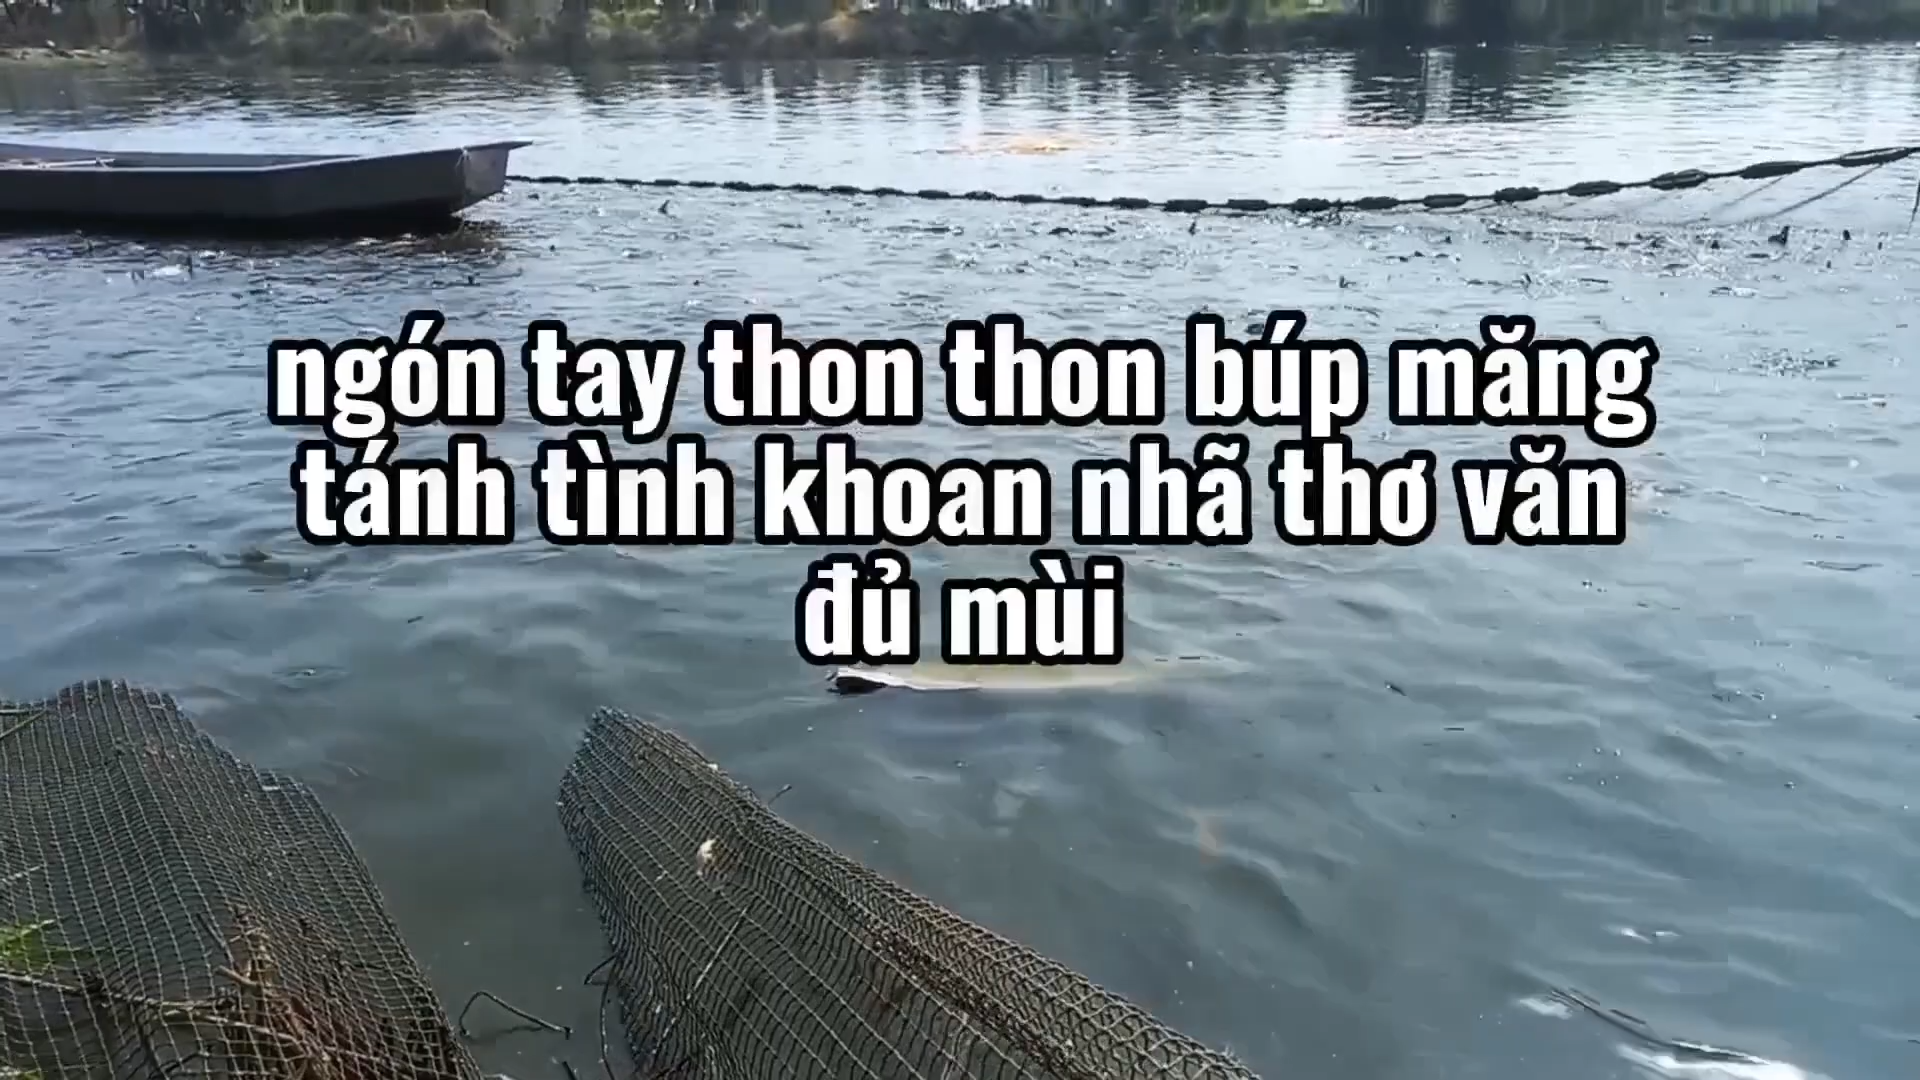 ngón tay thon thon búp măng
tánh tình khoan nhã thơ văn
đủ mùi